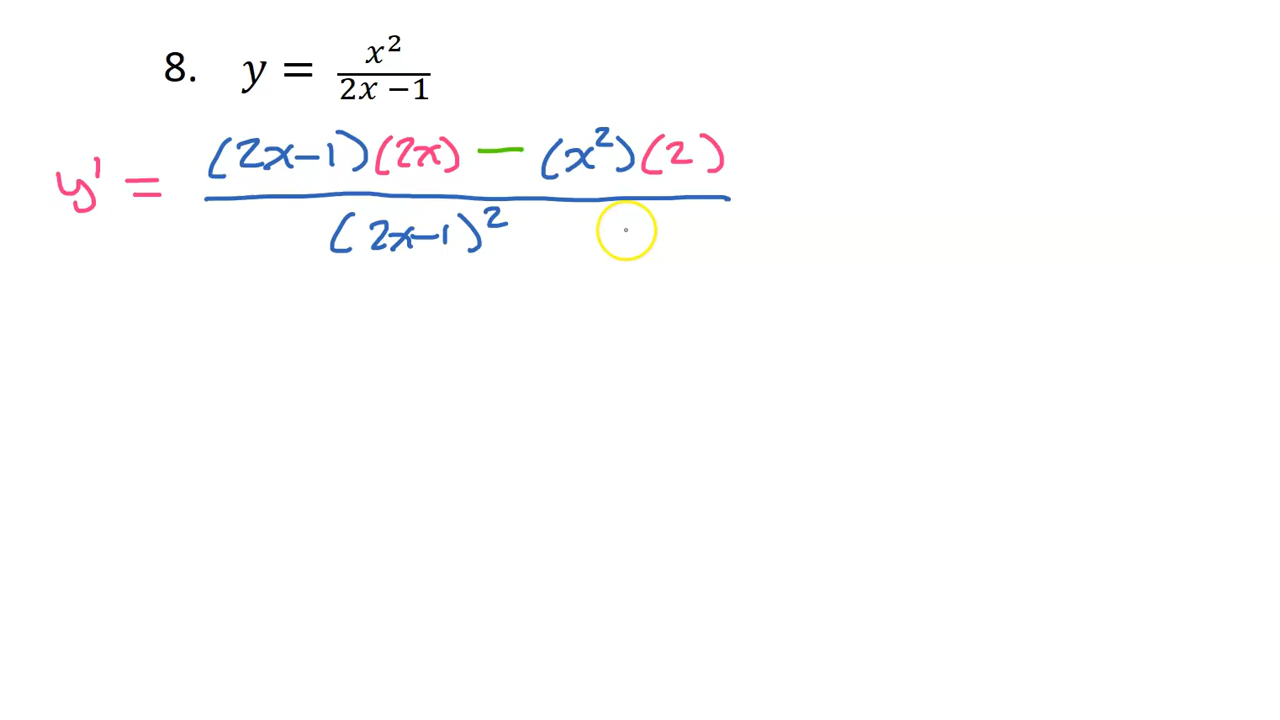 8. y = x²/(2x − 1)
y' = ((2x−1)(2x) − (x²)(2))/(2x−1)²